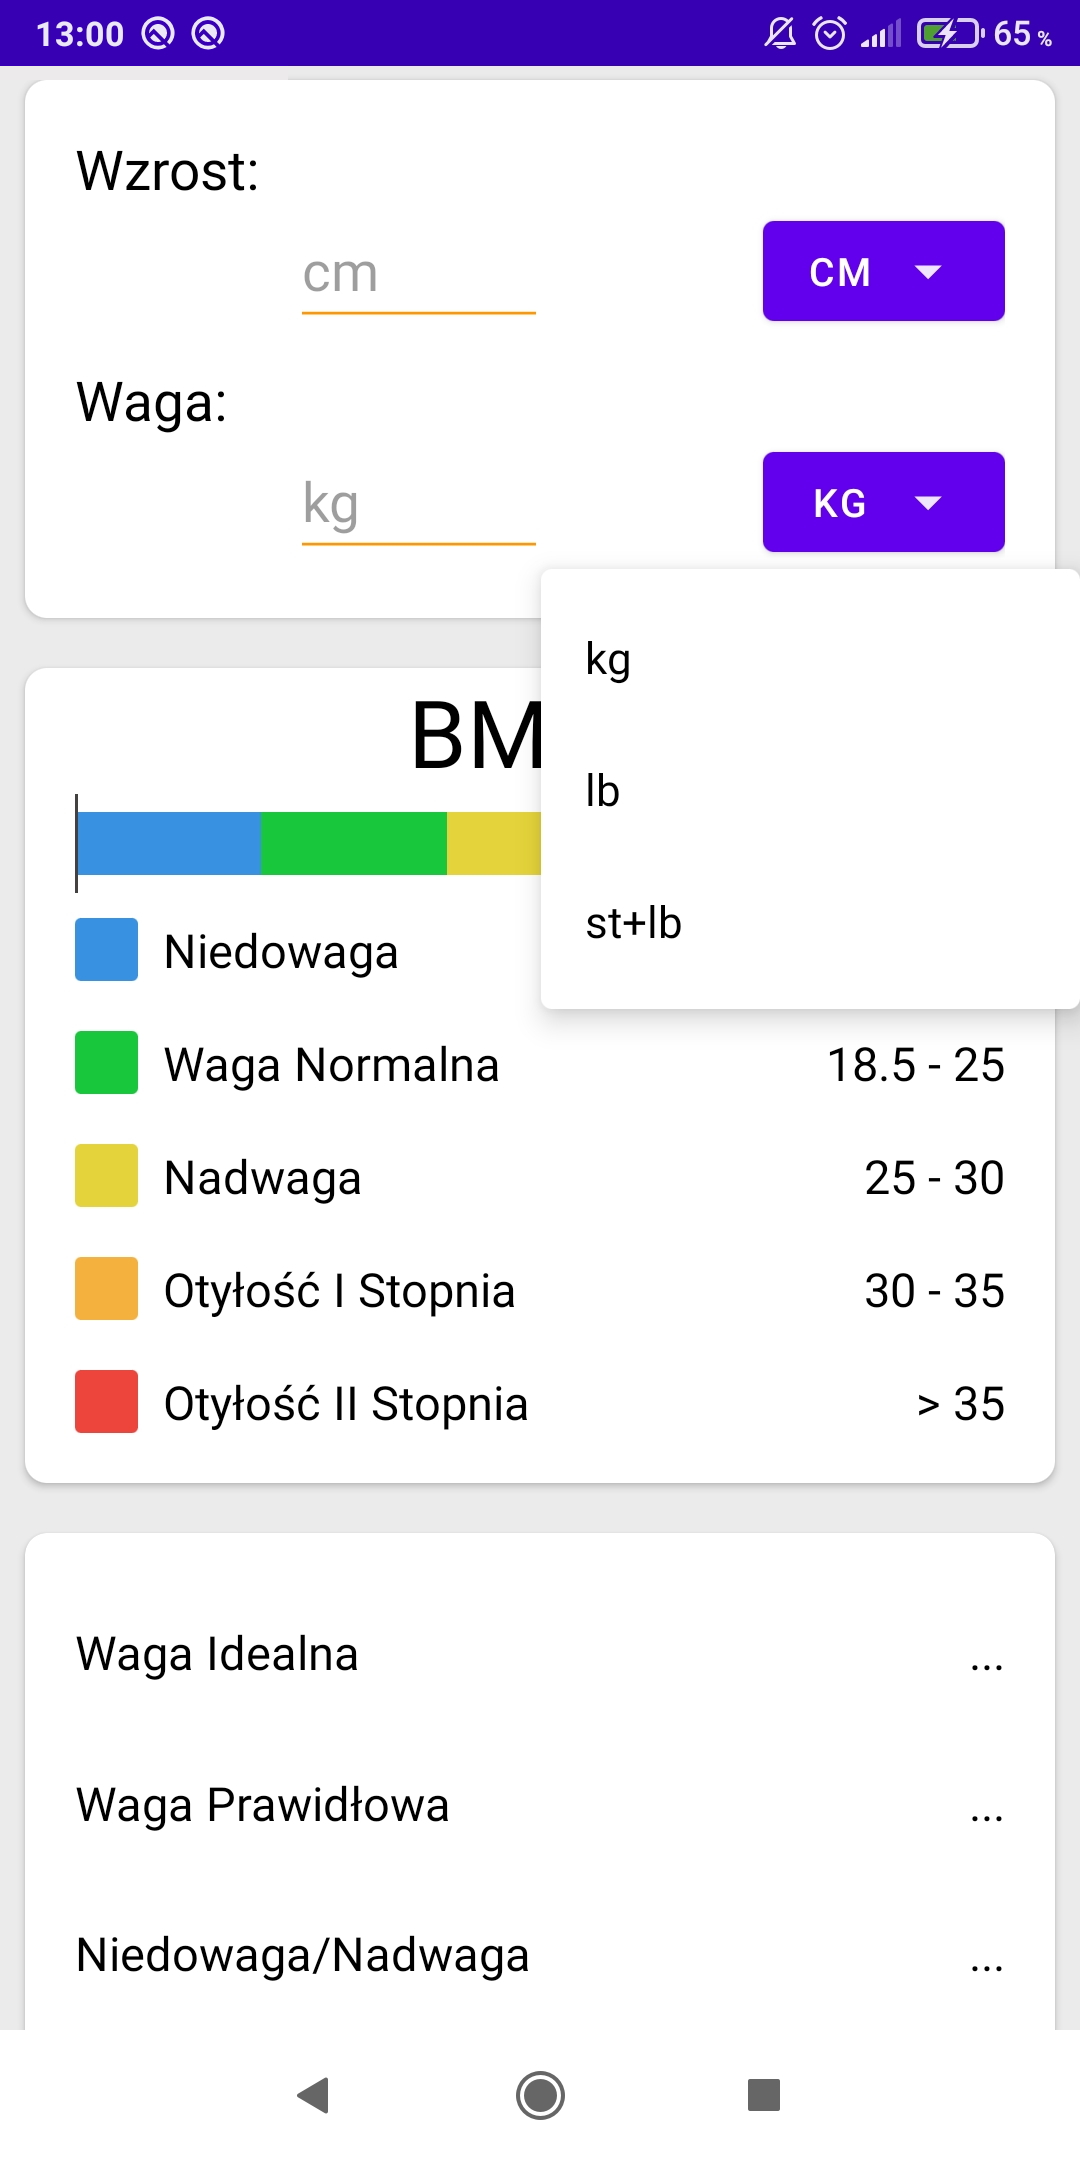 13:00 65 %
Wzrost:
cm CM
Waga:
kg KG
kg
lb
st+lb
BM
Niedowaga
Waga Normalna 18.5 - 25
Nadwaga 25 - 30
Otyłość I Stopnia 30 - 35
Otyłość II Stopnia > 35
Waga Idealna ...
Waga Prawidłowa ...
Niedowaga/Nadwaga ...